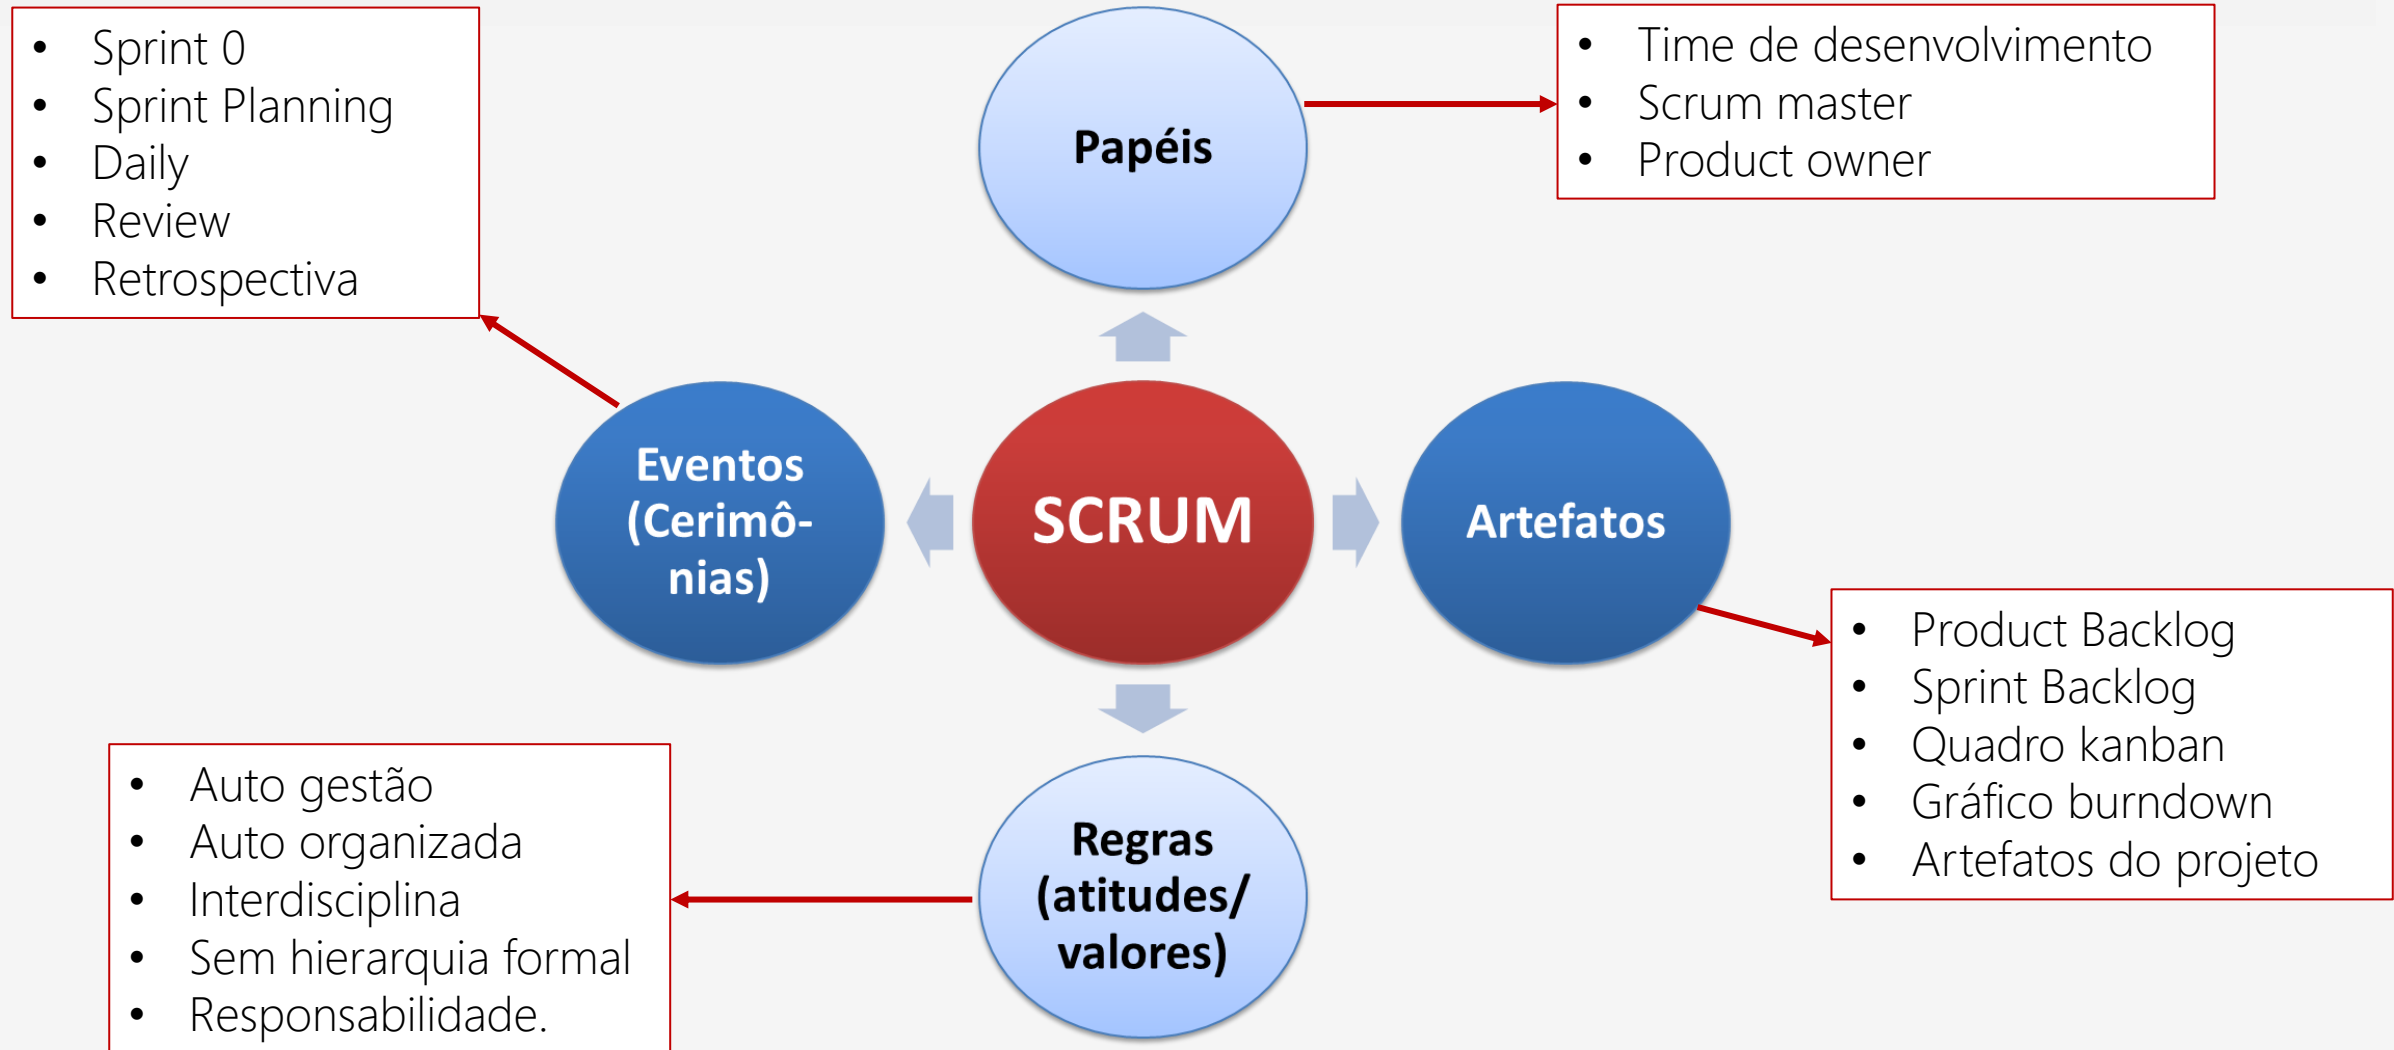 • Sprint 0
• Sprint Planning
• Daily
• Review
• Retrospectiva
Papéis
• Time de desenvolvimento
• Scrum master
• Product owner
Eventos
(Cerimô-
nias)
SCRUM
Artefatos
• Product Backlog
• Sprint Backlog
• Quadro kanban
• Gráfico burndown
• Artefatos do projeto
• Auto gestão
• Auto organizada
• Interdisciplina
• Sem hierarquia formal
• Responsabilidade.
Regras
(atitudes/
valores)